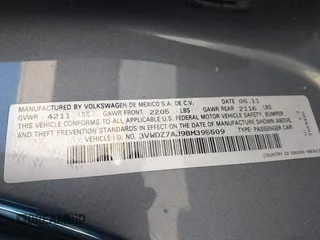 MFD BY VOLKSWAGEN DE MEXICO S.A. DE C.V. DATE 06.11
GVWR 4211 LBS GAWR FRONT 2205 LBS GAWR REAR 2116 LBS
THIS VEHICLE CONFORMS TO ALL APPLICABLE FEDERAL MOTOR VEHICLE SAFETY, BUMPER
AND THEFT PREVENTION STANDARDS IN EFFECT ON THE DATE OF MANUFACTURE SHOWN ABOVE.
VEHICLE I.D. NO.: 3VWDZ7AJ9BM396609 TYPE: PASSENGER CAR
COUNTRY OF ORIGIN: MEXICO